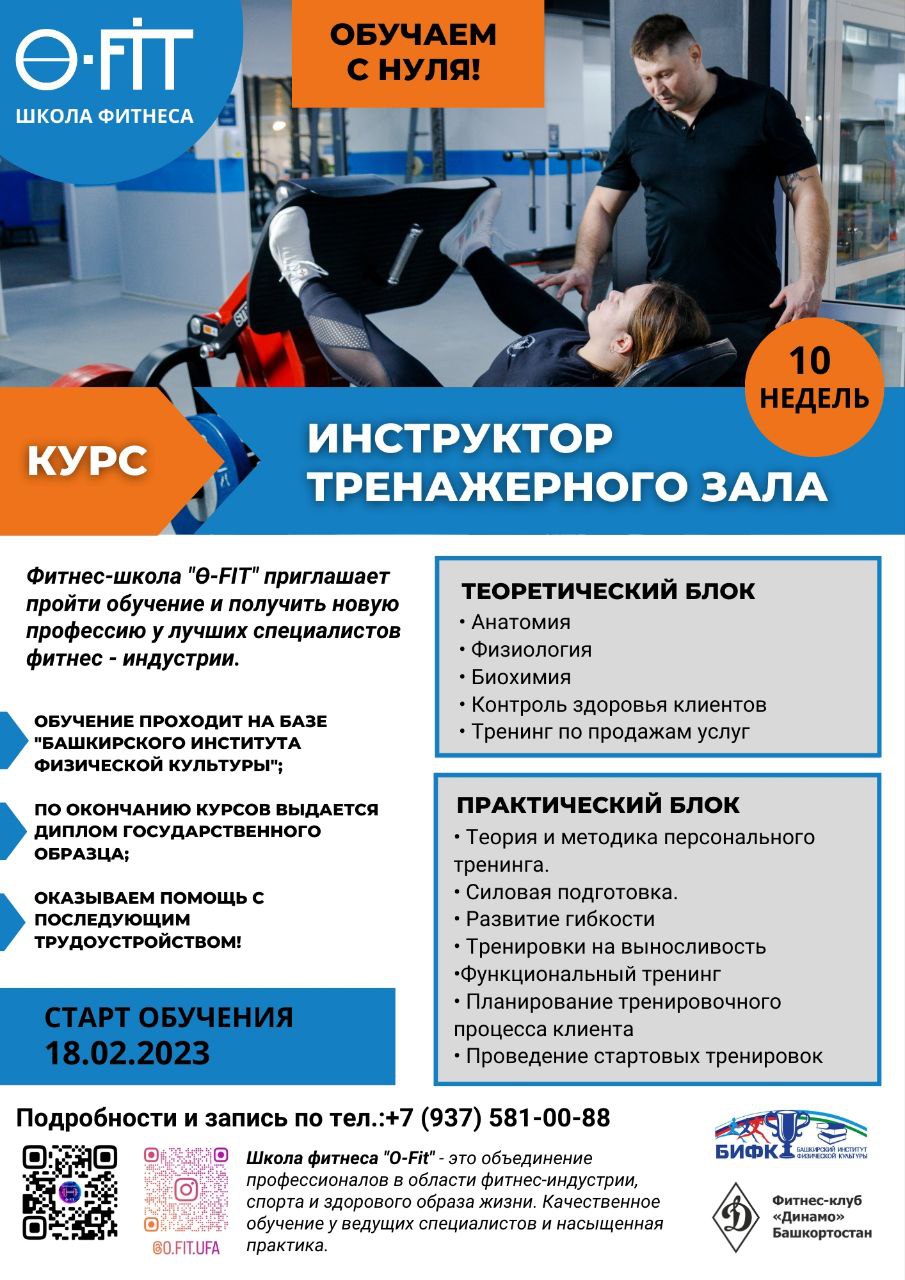 Ө·FIT
ШКОЛА ФИТНЕСА
ОБУЧАЕМ
С НУЛЯ!
10
НЕДЕЛЬ
КУРС
ИНСТРУКТОР
ТРЕНАЖЕРНОГО ЗАЛА
Фитнес-школа "Ө-FIT" приглашает
пройти обучение и получить новую
профессию у лучших специалистов
фитнес - индустрии.
ОБУЧЕНИЕ ПРОХОДИТ НА БАЗЕ
"БАШКИРСКОГО ИНСТИТУТА
ФИЗИЧЕСКОЙ КУЛЬТУРЫ";
ПО ОКОНЧАНИЮ КУРСОВ ВЫДАЕТСЯ
ДИПЛОМ ГОСУДАРСТВЕННОГО
ОБРАЗЦА;
ОКАЗЫВАЕМ ПОМОЩЬ С
ПОСЛЕДУЮЩИМ
ТРУДОУСТРОЙСТВОМ!
СТАРТ ОБУЧЕНИЯ
18.02.2023
ТЕОРЕТИЧЕСКИЙ БЛОК
• Анатомия
• Физиология
• Биохимия
• Контроль здоровья клиентов
• Тренинг по продажам услуг
ПРАКТИЧЕСКИЙ БЛОК
• Теория и методика персонального
тренинга.
• Силовая подготовка.
• Развитие гибкости
• Тренировки на выносливость
•Функциональный тренинг
• Планирование тренировочного
процесса клиента
• Проведение стартовых тренировок
Подробности и запись по тел.:+7 (937) 581-00-88
@O.FIT.UFA
Школа фитнеса "O-Fit" - это объединение
профессионалов в области фитнес-индустрии,
спорта и здорового образа жизни. Качественное
обучение у ведущих специалистов и насыщенная
практика.
БИФК
БАШКИРСКИЙ ИНСТИТУТ
ФИЗИЧЕСКОЙ КУЛЬТУРЫ
Д
Фитнес-клуб
«Динамо»
Башкортостан